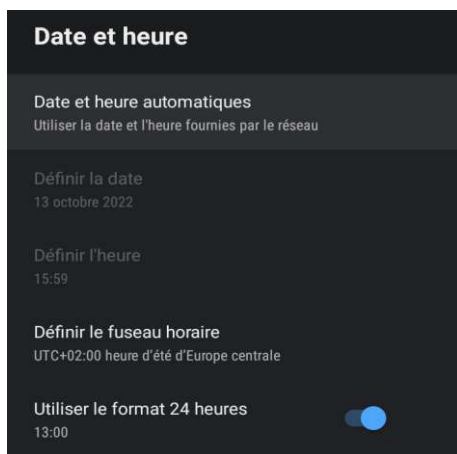 Date et heure
Date et heure automatiques
Utiliser la date et l'heure fournies par le réseau
Définir la date
13 octobre 2022
Définir l'heure
15:59
Définir le fuseau horaire
UTC+02:00 heure d'été d'Europe centrale
Utiliser le format 24 heures
13:00